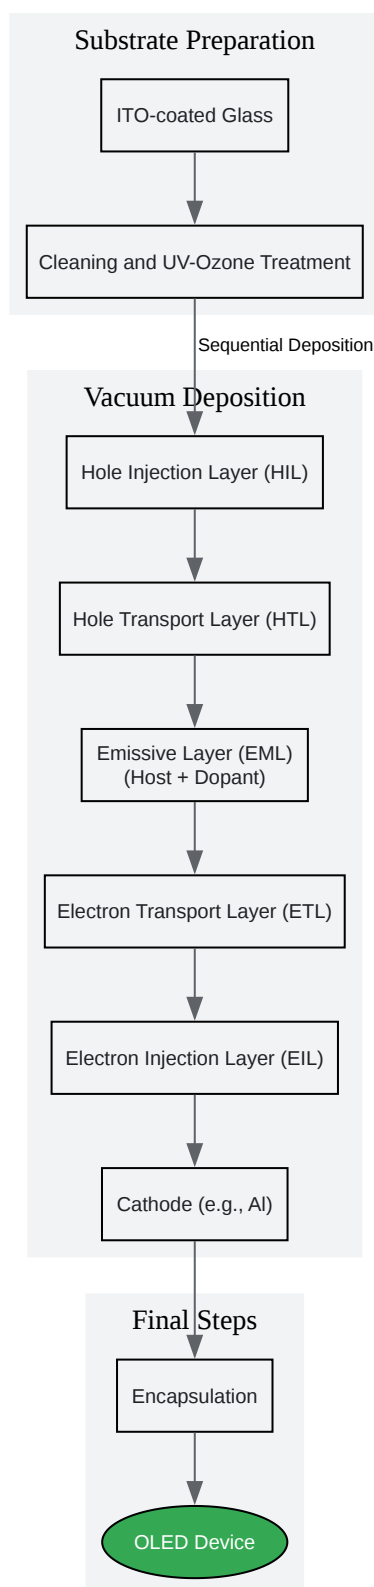 Substrate Preparation
ITO-coated Glass
Cleaning and UV-Ozone Treatment
Sequential Deposition
Vacuum Deposition
Hole Injection Layer (HIL)
Hole Transport Layer (HTL)
Emissive Layer (EML)
(Host + Dopant)
Electron Transport Layer (ETL)
Electron Injection Layer (EIL)
Cathode (e.g., Al)
Final Steps
Encapsulation
OLED Device